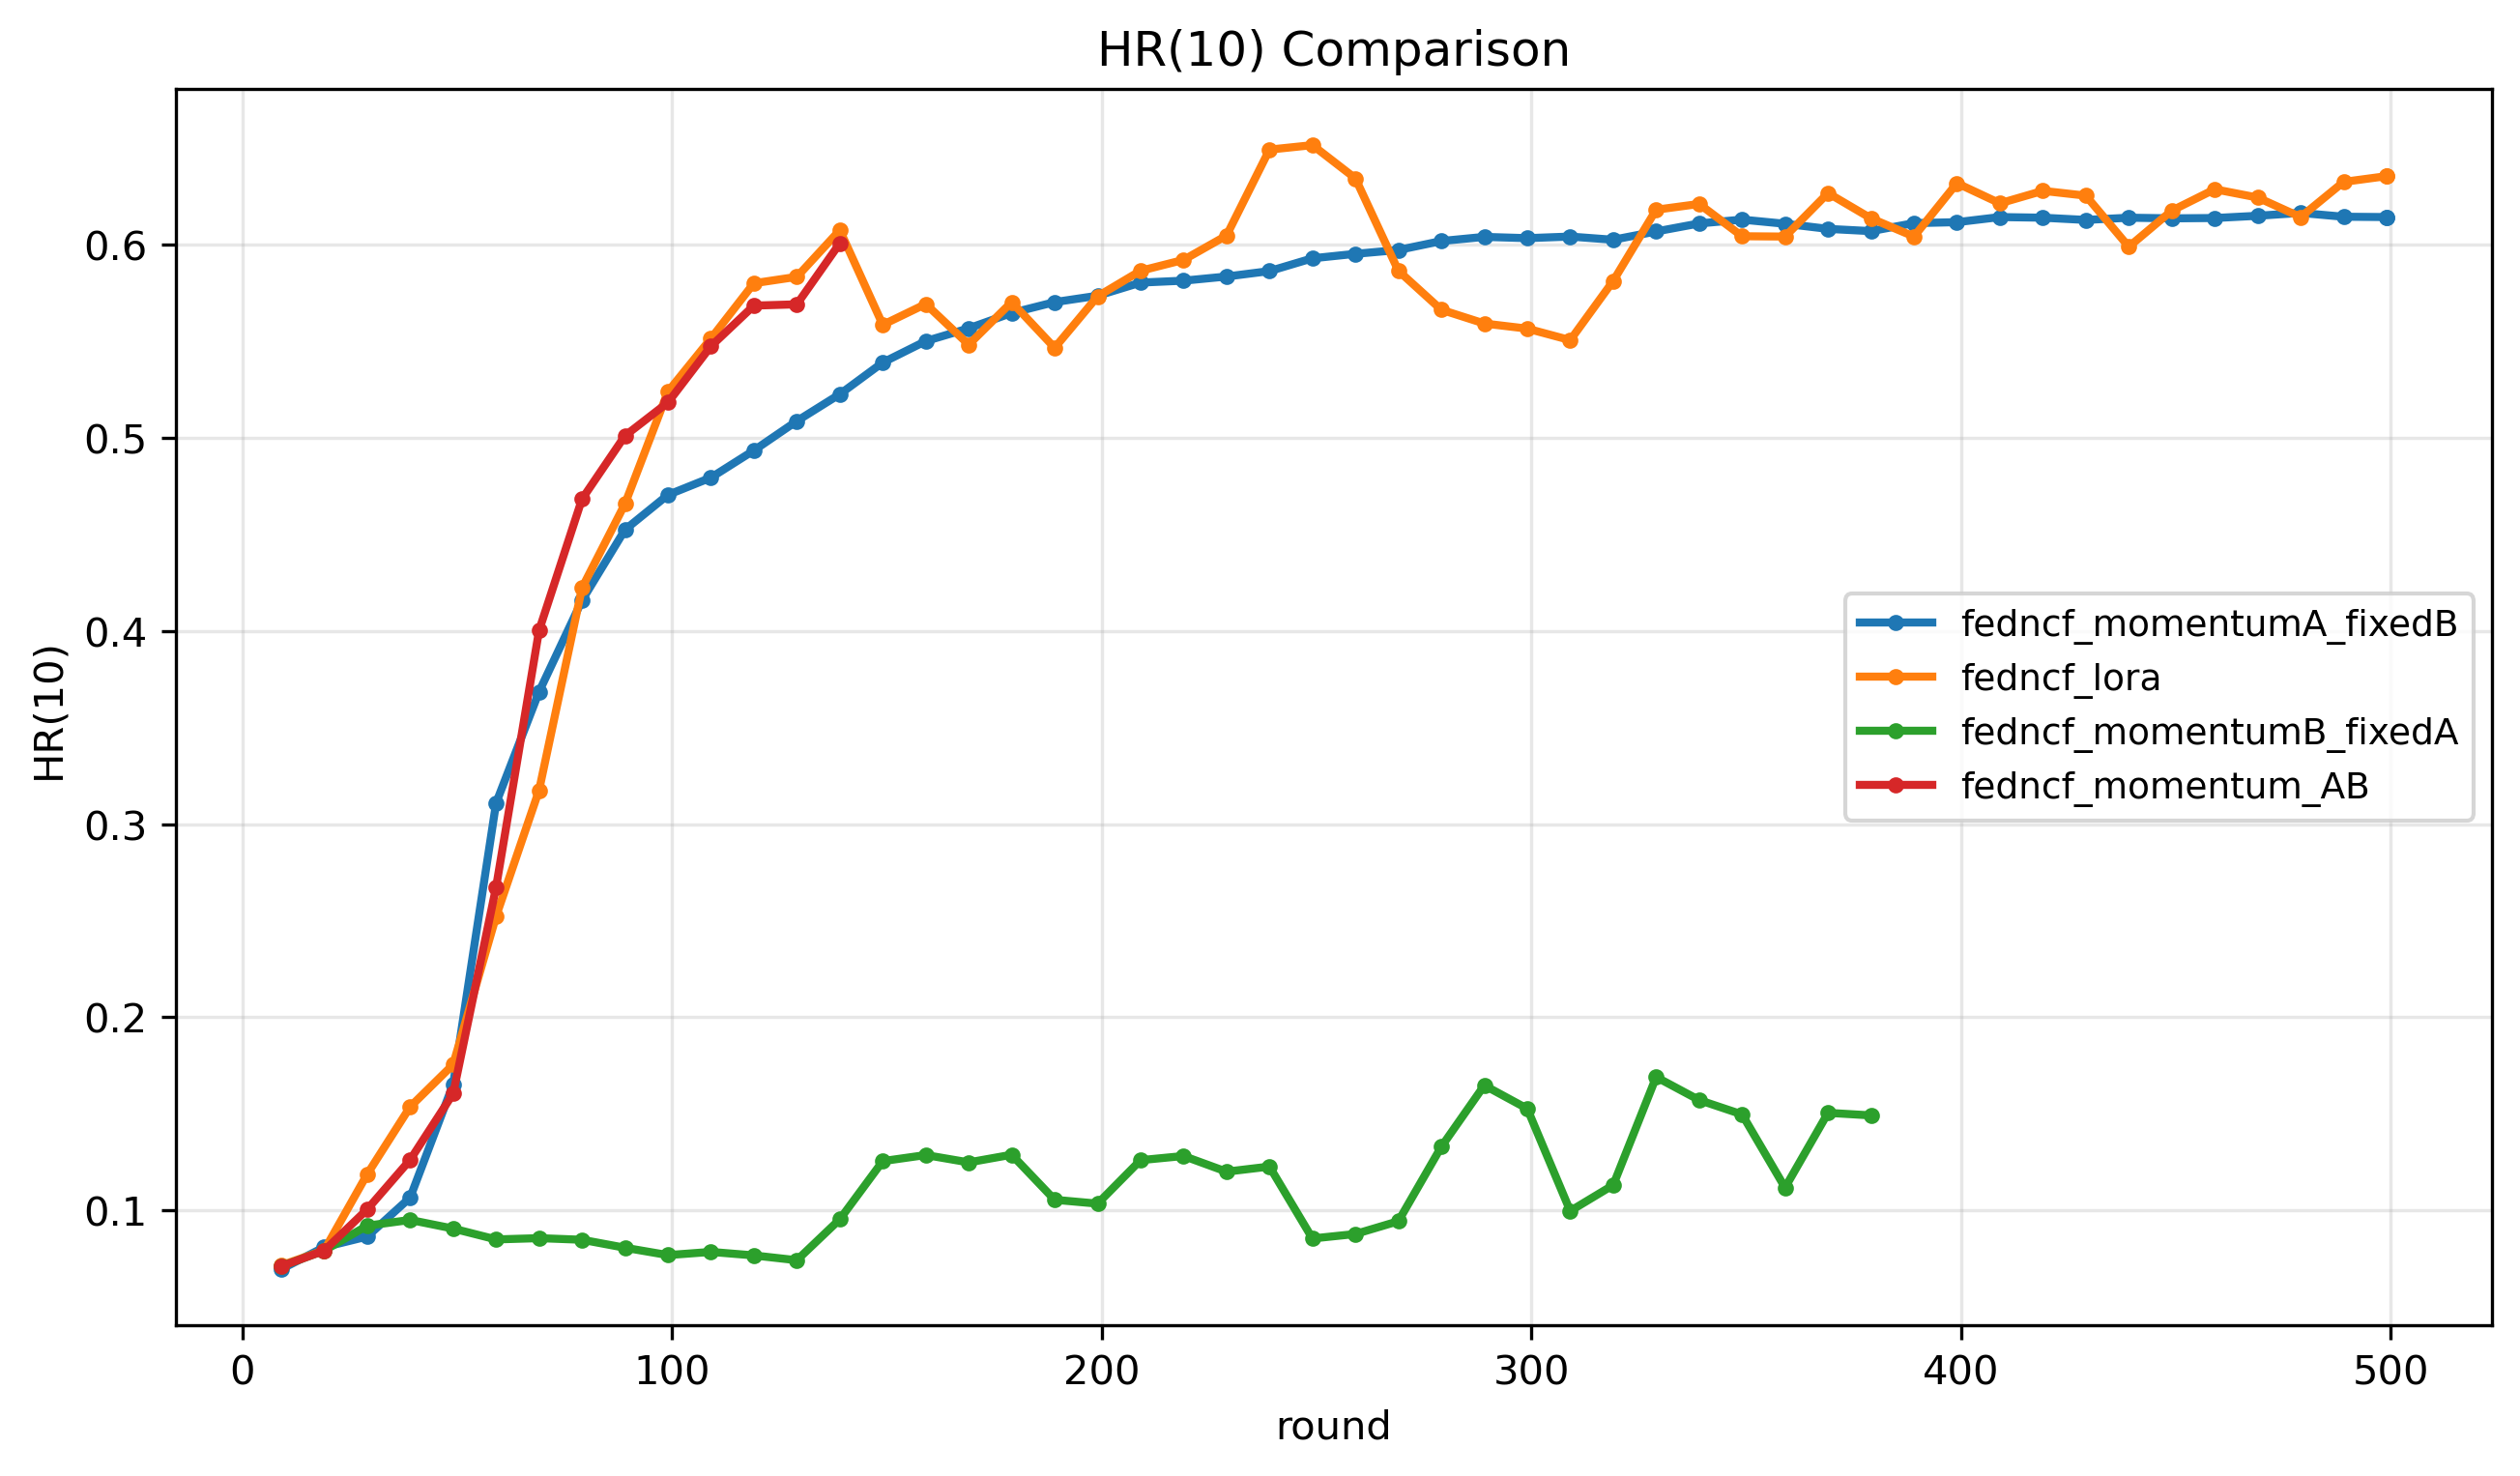 HR(10) Comparison
HR(10)
0.6
0.5
0.4
0.3
0.2
0.1
fedncf_momentumA_fixedB
fedncf_lora
fedncf_momentumB_fixedA
fedncf_momentum_AB
0 100 200 300 400 500
round